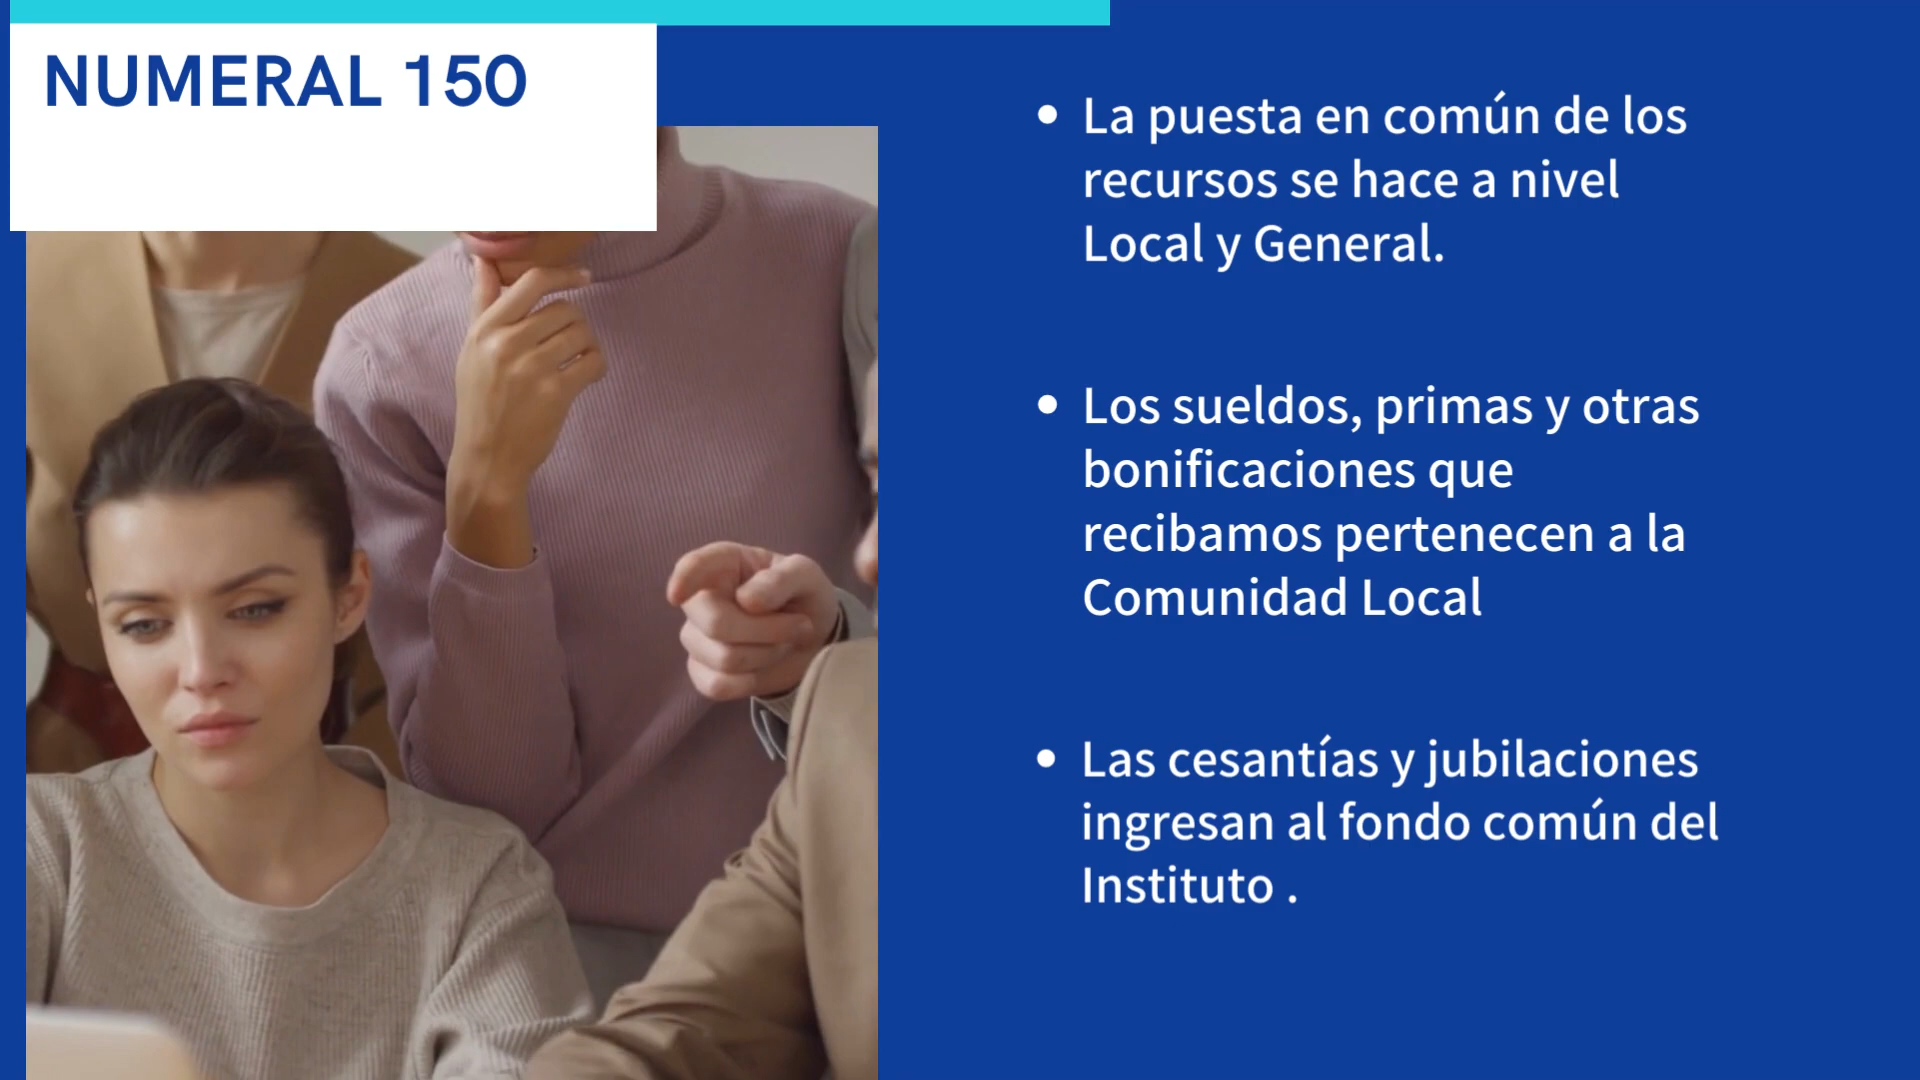 NUMERAL 150
• La puesta en común de los
recursos se hace a nivel
Local y General.
• Los sueldos, primas y otras
bonificaciones que
recibamos pertenecen a la
Comunidad Local
• Las cesantías y jubilaciones
ingresan al fondo común del
Instituto .